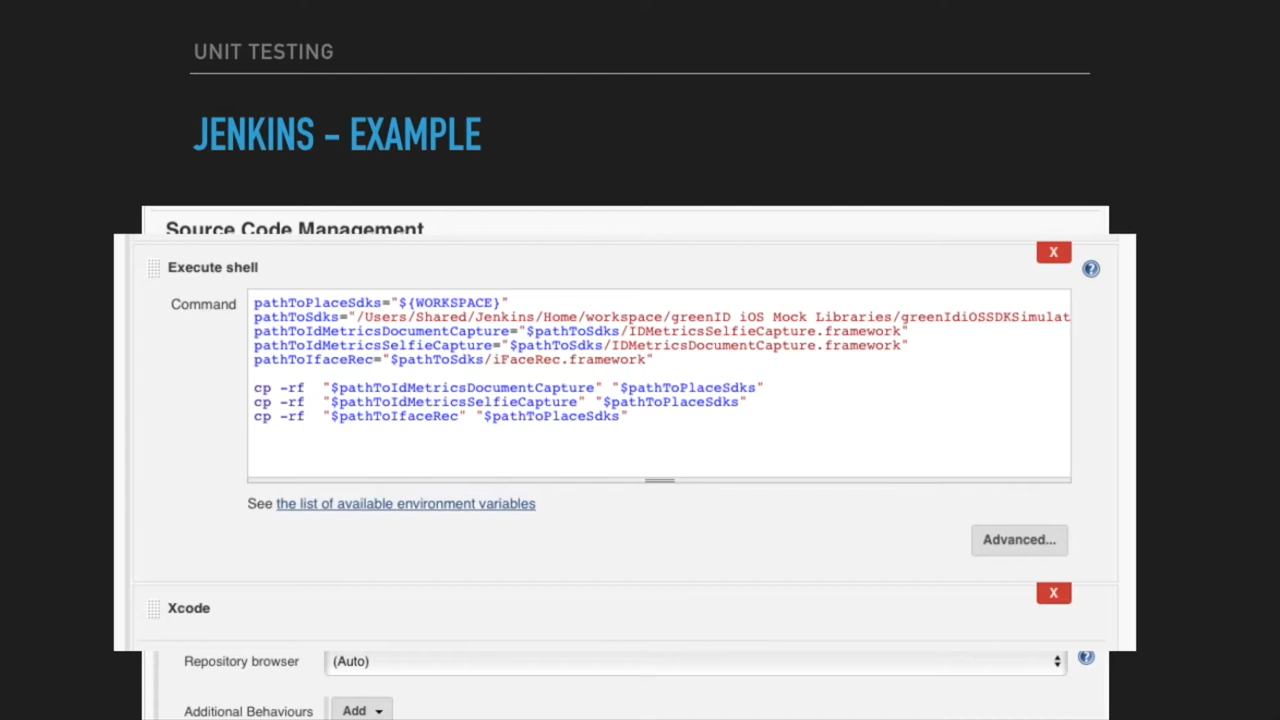 UNIT TESTING
JENKINS - EXAMPLE
Source Code Management
X
Execute shell
?
Command
pathToPlaceSdks="${WORKSPACE}"
pathToSdks="/Users/Shared/Jenkins/Home/workspace/greenID iOS Mock Libraries/greenIdiOSSDKSimulat
pathToIdMetricsDocumentCapture="$pathToSdks/IDMetricsSelfieCapture.framework"
pathToIdMetricsSelfieCapture="$pathToSdks/IDMetricsDocumentCapture.framework"
pathToIfaceRec="$pathToSdks/iFaceRec.framework"
cp -rf "$pathToIdMetricsDocumentCapture" "$pathToPlaceSdks"
cp -rf "$pathToIdMetricsSelfieCapture" "$pathToPlaceSdks"
cp -rf "$pathToIfaceRec" "$pathToPlaceSdks"
See the list of available environment variables
Advanced...
X
Xcode
Repository browser (Auto) ?
Additional Behaviours Add